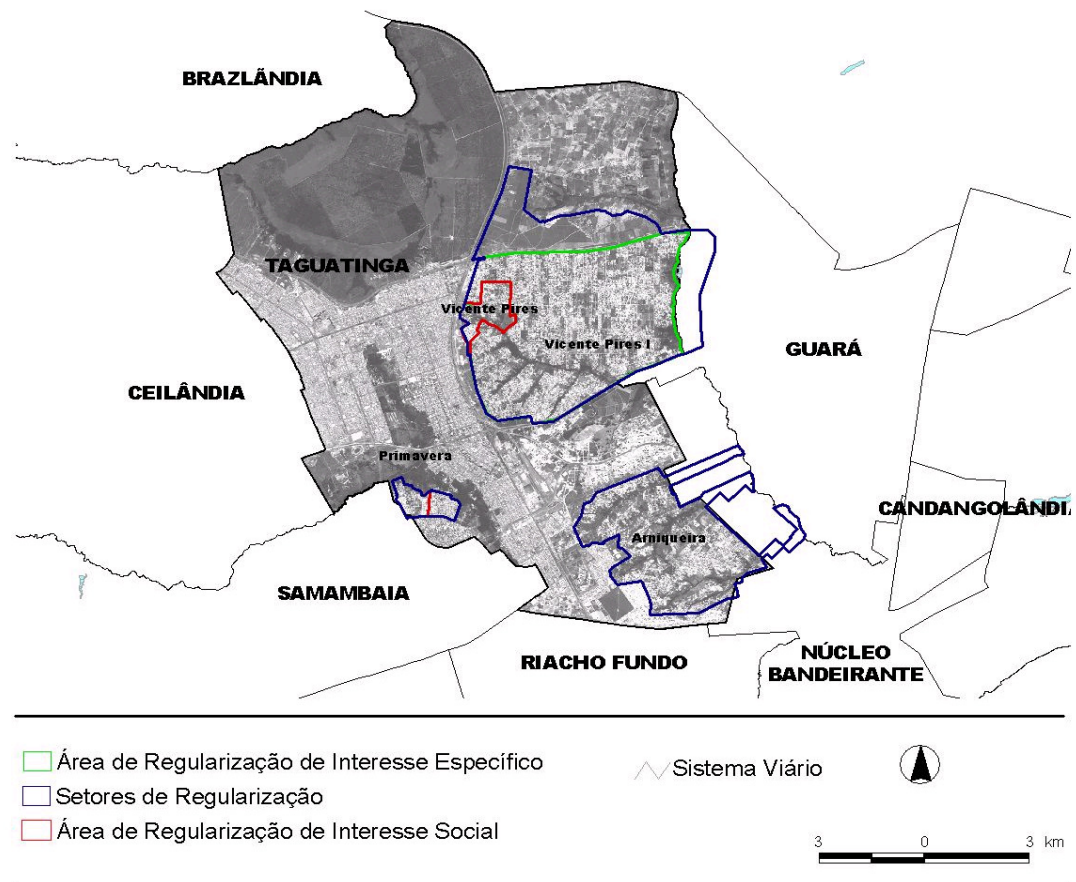 BRAZLÃNDIA
TAGUATINGA
Vicente Pires
Vicente Pires I
GUARÁ
CEILÂNDIA
Primavera
CANDANGOLÂNDIA
Arniqueira
SAMAMBAIA
RIACHO FUNDO
NÚCLEO
BANDEIRANTE
Área de Regularização de Interesse Específico
Setores de Regularização
Área de Regularização de Interesse Social
Sistema Viário
3 0 3 km